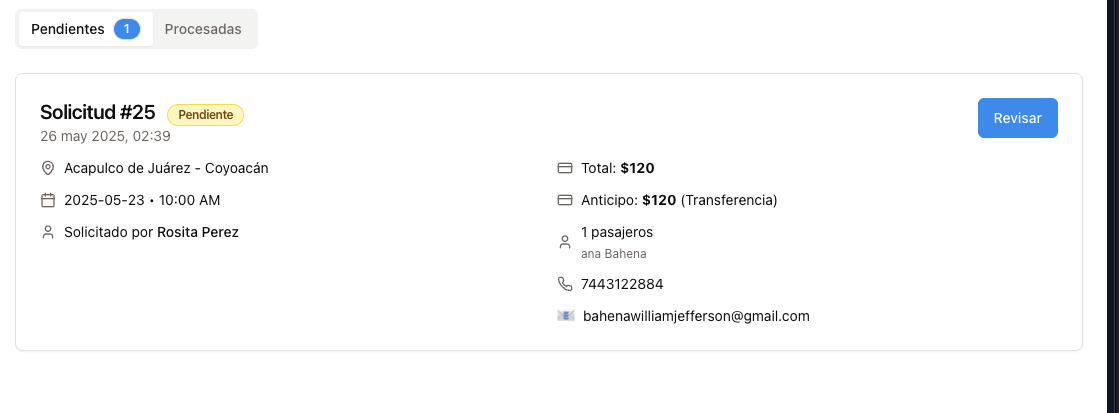 Pendientes 1 Procesadas
Solicitud #25 Pendiente
Revisar
26 may 2025, 02:39
Acapulco de Juárez - Coyoacán
2025-05-23 • 10:00 AM
Solicitado por Rosita Perez
Total: $120
Anticipo: $120 (Transferencia)
1 pasajeros
ana Bahena
7443122884
bahenawilliamjefferson@gmail.com